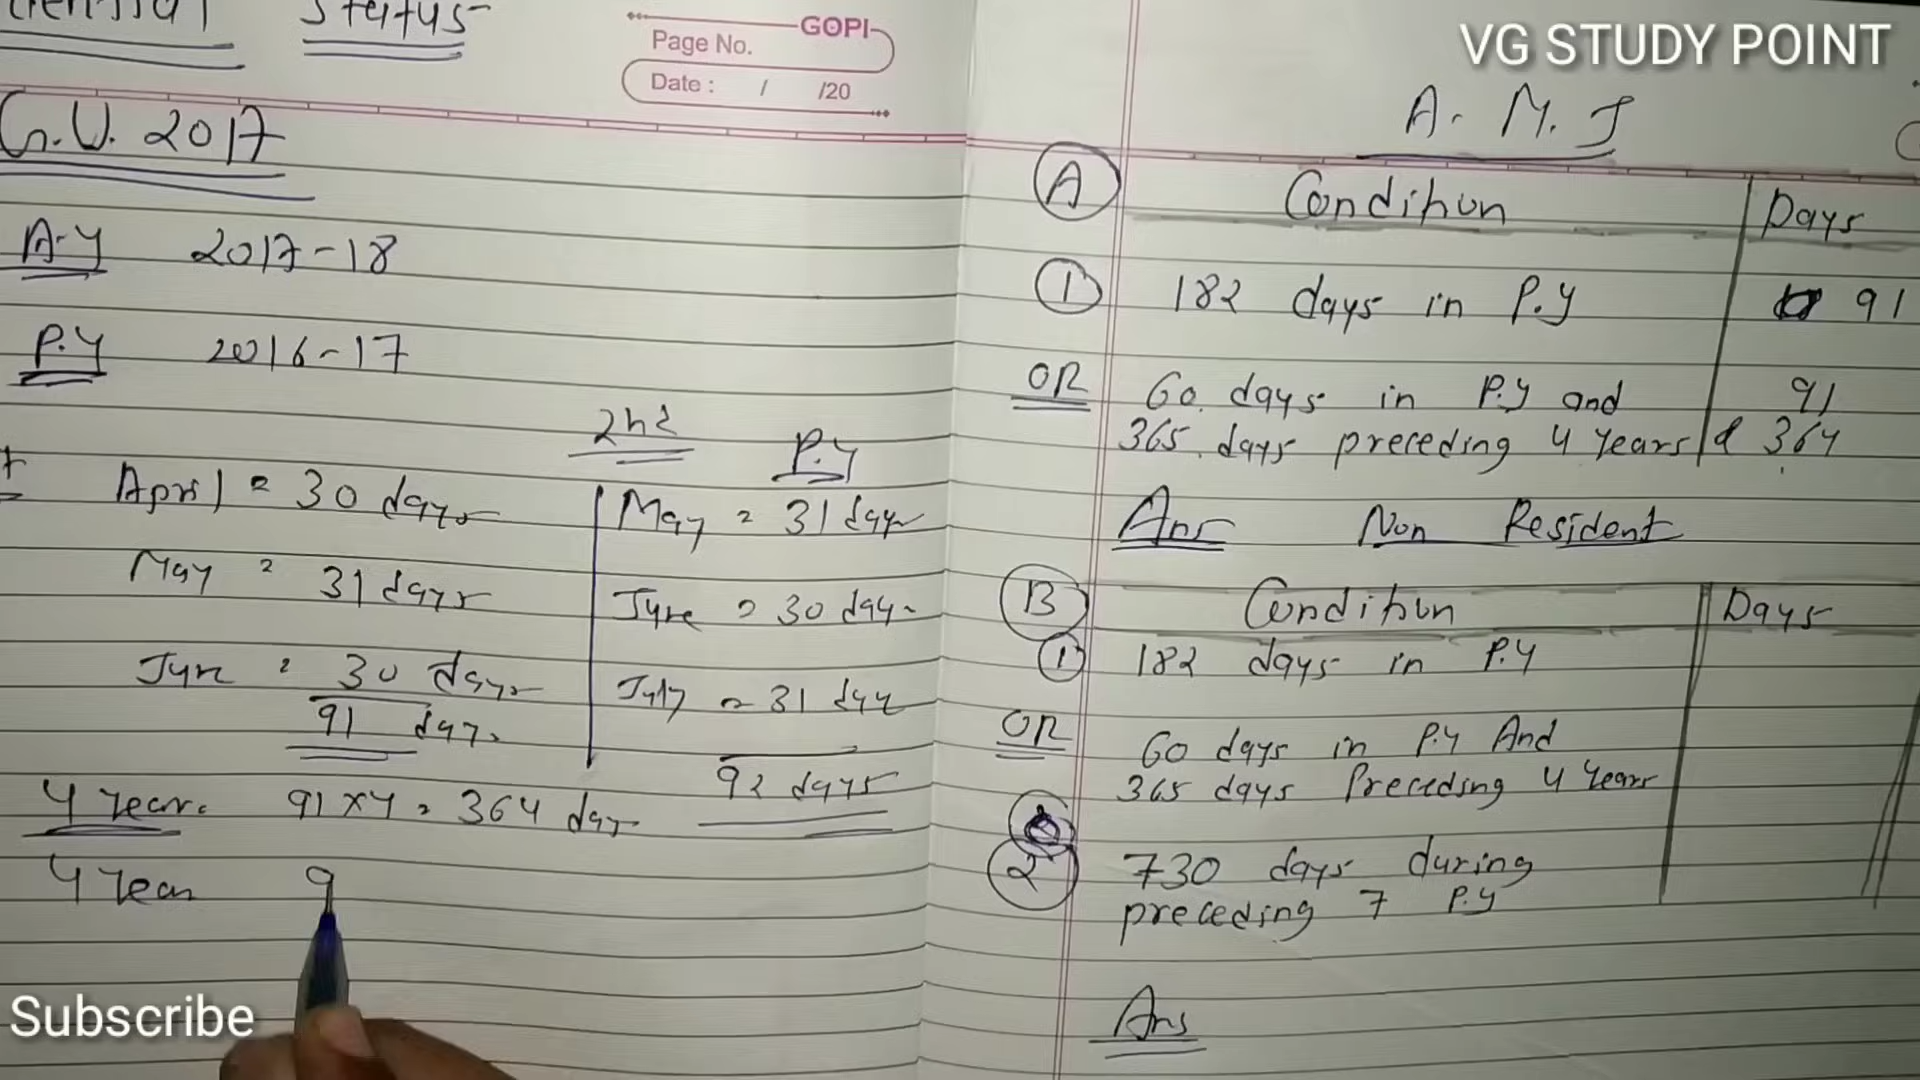 Status
GOPI
Page No.
Date : / /20
G.U. 2017
A.Y 2017-18
P.Y 2016-17
April = 30 days
May = 31 days
June = 30 days
91 days
2nd P.Y
May = 31 days
June = 30 days
July = 31 days
92 days
4 Years 91×4 = 364 day
4 Year 9
Subscribe
VG STUDY POINT
A. M. J
A Condition Days
1 182 days in P.Y 91
OR 60 days in P.Y and 91
365 days preceding 4 years & 364
Ans Non Resident
B Condition Days
1 182 days in P.Y
OR 60 days in P.Y And
365 days Preceding 4 Years
2 730 days during
preceding 7 P.Y
Ans